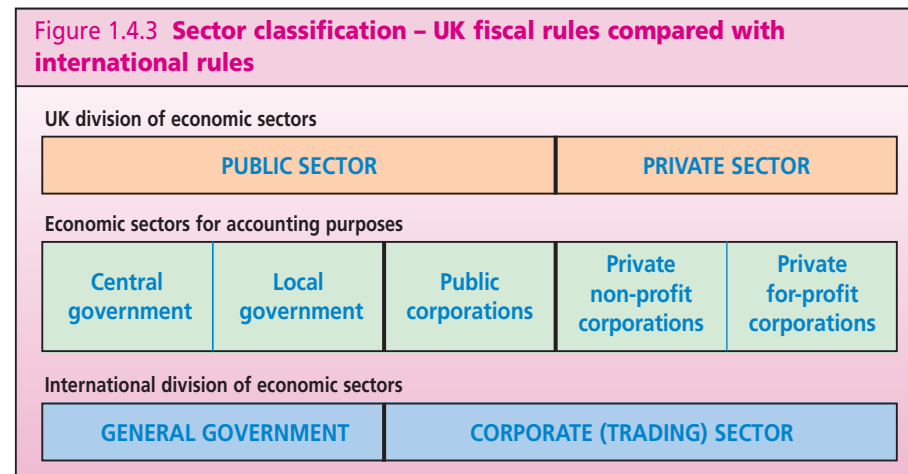 Figure 1.4.3 Sector classification – UK fiscal rules compared with
international rules
UK division of economic sectors
PUBLIC SECTOR
PRIVATE SECTOR
Economic sectors for accounting purposes
Central
government
Local
government
Public
corporations
Private
non-profit
corporations
Private
for-profit
corporations
International division of economic sectors
GENERAL GOVERNMENT
CORPORATE (TRADING) SECTOR